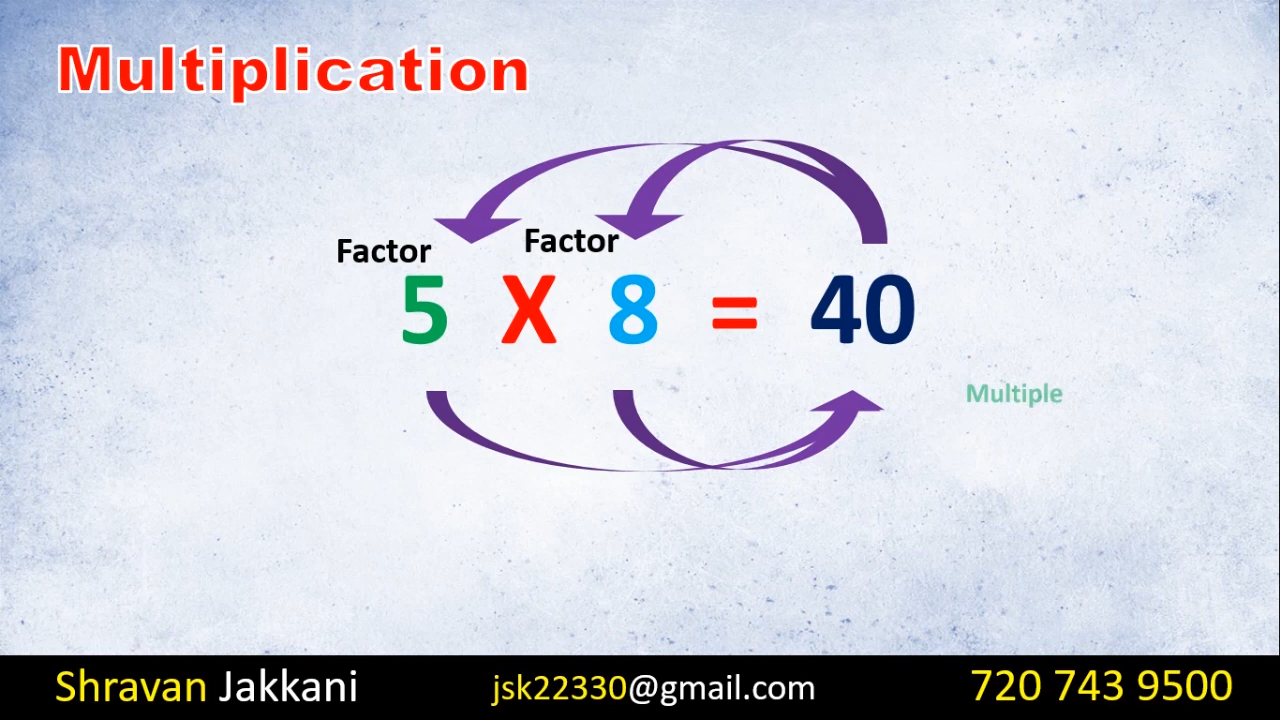 Multiplication
Factor Factor
5 X 8 = 40
Multiple
Shravan Jakkani jsk22330@gmail.com 720 743 9500